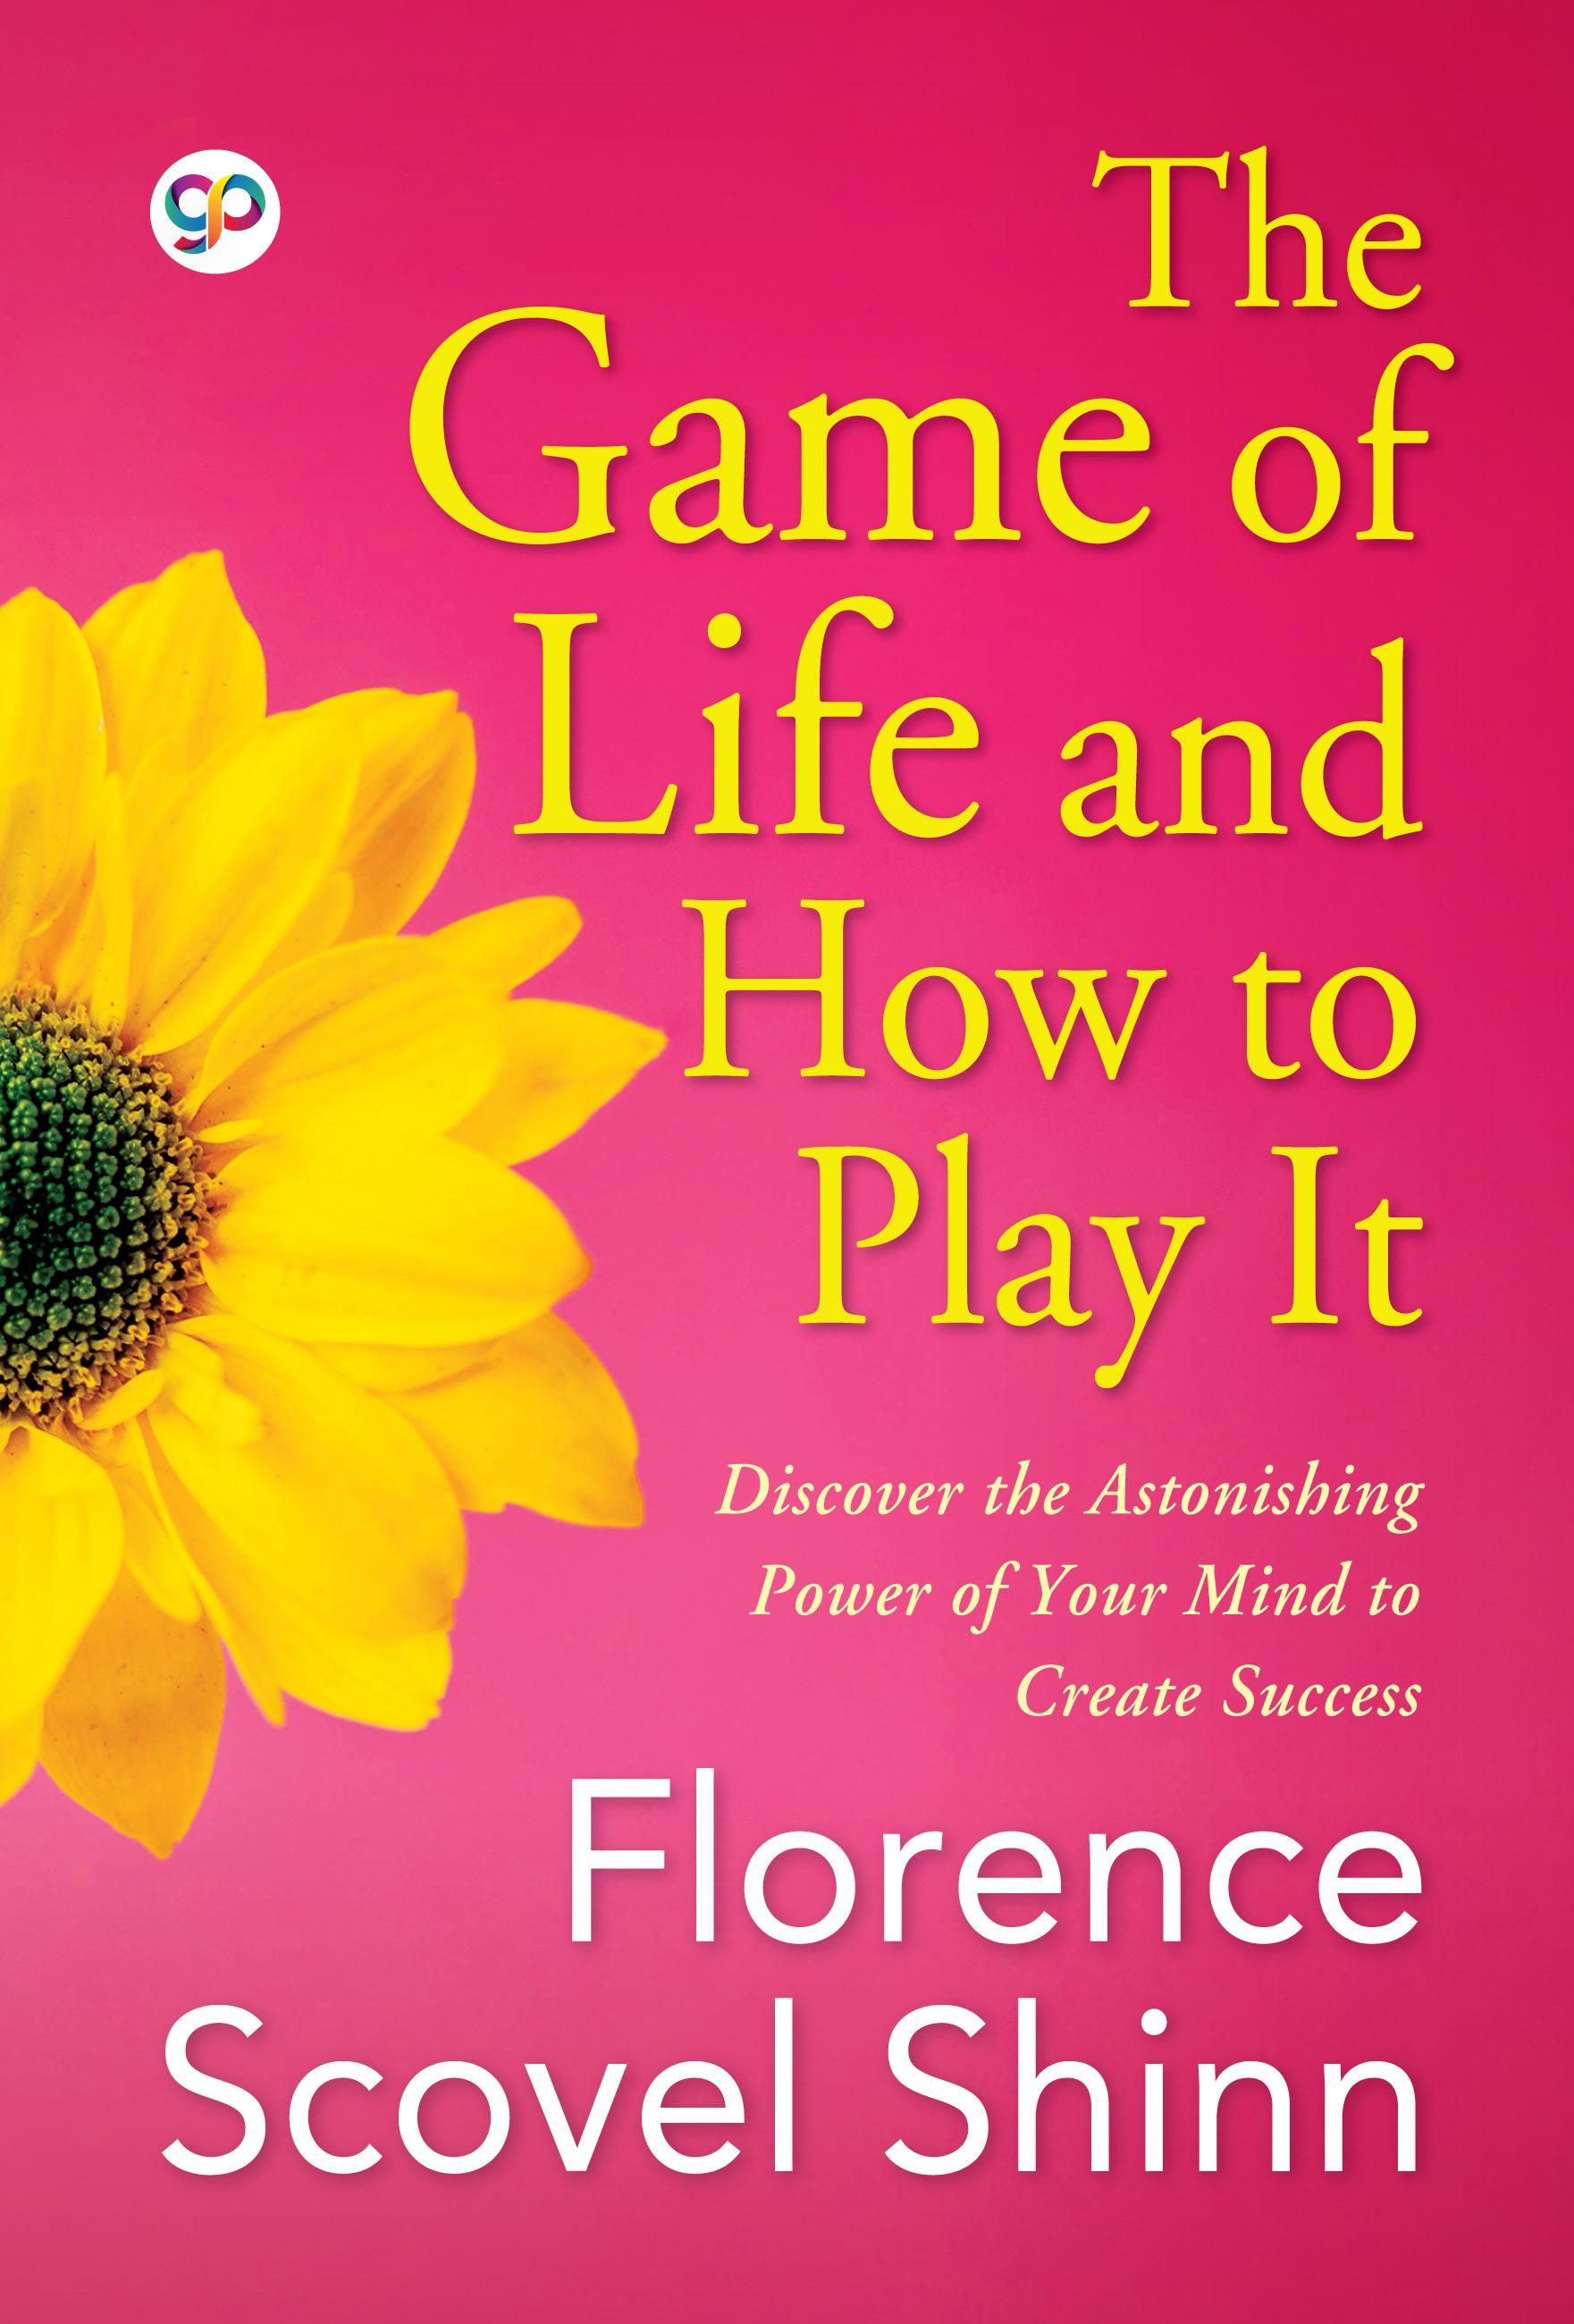 gp
The
Game of
Life and
How to
Play It
Discover the Astonishing
Power of Your Mind to
Create Success
Florence
Scovel Shinn